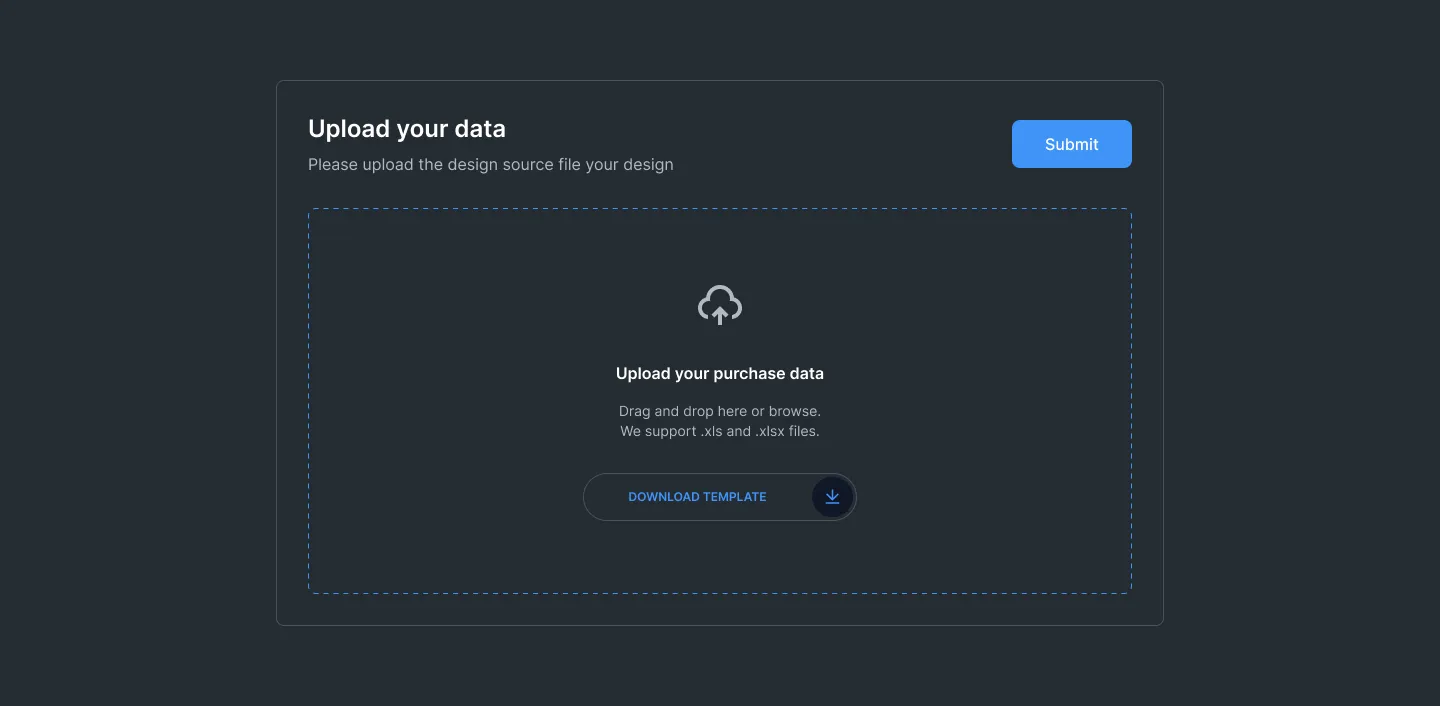 Upload your data
Submit
Please upload the design source file your design
Upload your purchase data
Drag and drop here or browse.
We support .xls and .xlsx files.
DOWNLOAD TEMPLATE